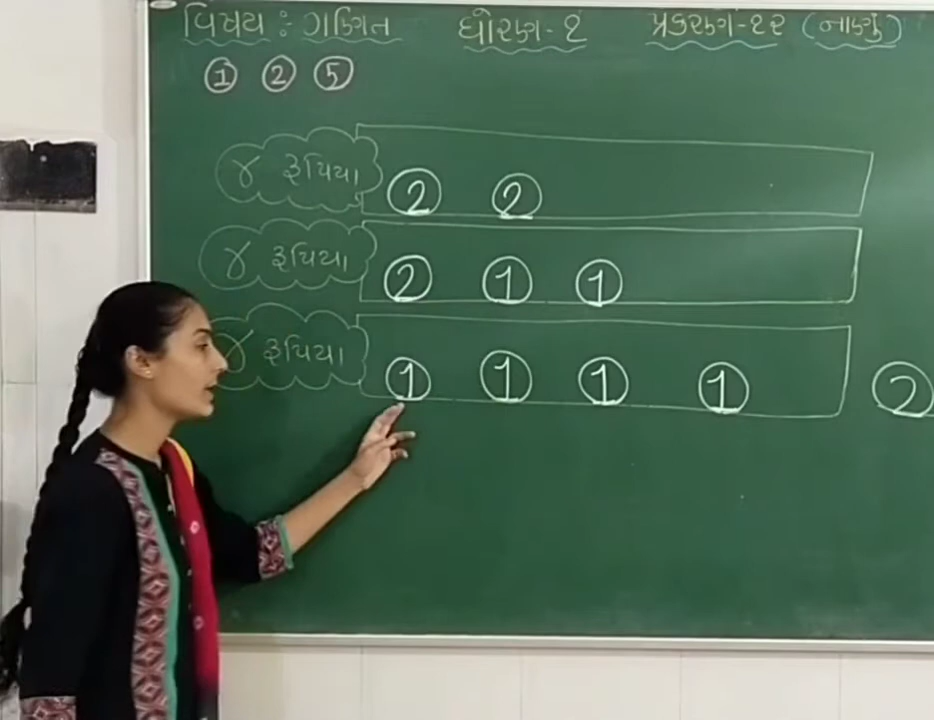 વિષય : ગણિત ધોરણ-૧ પ્રકરણ-૧૨ (નાણું)
1 2 5
૪ રૂપિયા 2 2
૪ રૂપિયા 2 1 1
૪ રૂપિયા 1 1 1 1 2